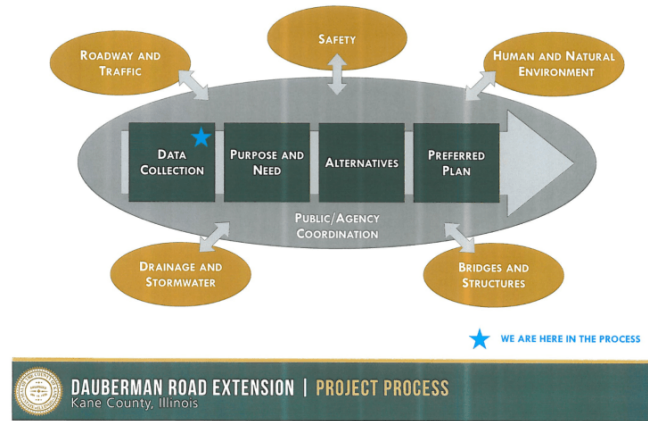 SAFETY
ROADWAY AND
TRAFFIC
HUMAN AND NATURAL
ENVIRONMENT
DATA
COLLECTION
PURPOSE AND
NEED
ALTERNATIVES
PREFERRED
PLAN
PUBLIC/AGENCY
COORDINATION
DRAINAGE AND
STORMWATER
BRIDGES AND
STRUCTURES
WE ARE HERE IN THE PROCESS
DAUBERMAN ROAD EXTENSION | PROJECT PROCESS
Kane County, Illinois